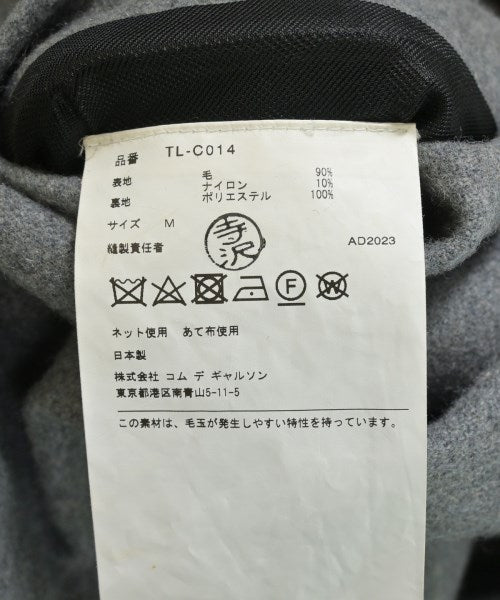 品番 TL-C014
表地 毛 90%
ナイロン 10%
裏地 ポリエステル 100%
サイズ M
縫製責任者 寺沢 AD2023
F W
ネット使用 あて布使用
日本製
株式会社 コム デ ギャルソン
東京都港区南青山5-11-5
この素材は、毛玉が発生しやすい特性を持っています。